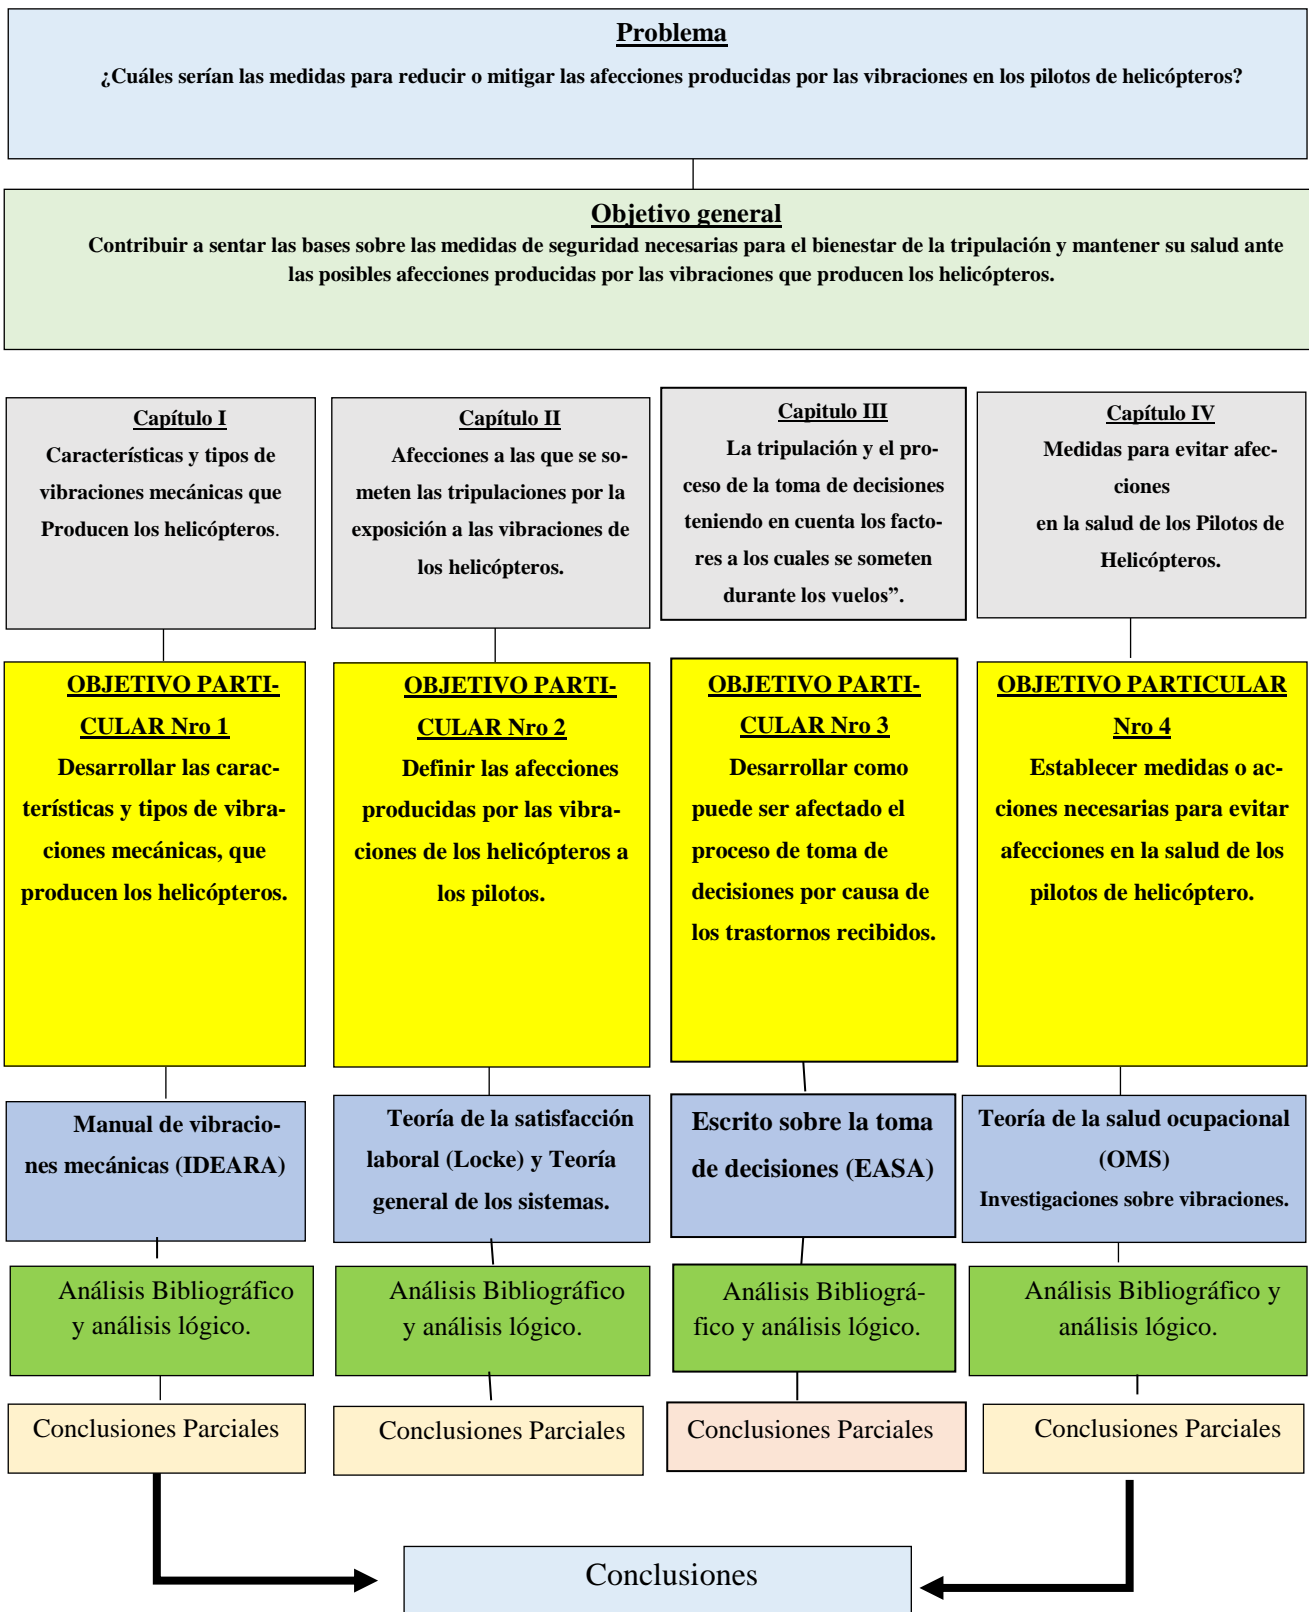 Problema
¿Cuáles serían las medidas para reducir o mitigar las afecciones producidas por las vibraciones en los pilotos de helicópteros?
Objetivo general
Contribuir a sentar las bases sobre las medidas de seguridad necesarias para el bienestar de la tripulación y mantener su salud ante
las posibles afecciones producidas por las vibraciones que producen los helicópteros.
Capítulo I
Características y tipos de
vibraciones mecánicas que
Producen los helicópteros.
Capítulo II
Afecciones a las que se so-
meten las tripulaciones por la
exposición a las vibraciones de
los helicópteros.
Capitulo III
La tripulación y el pro-
ceso de la toma de decisiones
teniendo en cuenta los facto-
res a los cuales se someten
durante los vuelos”.
Capítulo IV
Medidas para evitar afec-
ciones
en la salud de los Pilotos de
Helicópteros.
OBJETIVO PARTI-
CULAR Nro 1
Desarrollar las carac-
terísticas y tipos de vibra-
ciones mecánicas, que
producen los helicópteros.
OBJETIVO PARTI-
CULAR Nro 2
Definir las afecciones
producidas por las vibra-
ciones de los helicópteros a
los pilotos.
OBJETIVO PARTI-
CULAR Nro 3
Desarrollar como
puede ser afectado el
proceso de toma de
decisiones por causa de
los trastornos recibidos.
OBJETIVO PARTICULAR
Nro 4
Establecer medidas o ac-
ciones necesarias para evitar
afecciones en la salud de los
pilotos de helicóptero.
Manual de vibracio-
nes mecánicas (IDEARA)
Teoría de la satisfacción
laboral (Locke) y Teoría
general de los sistemas.
Escrito sobre la toma
de decisiones (EASA)
Teoría de la salud ocupacional
(OMS)
Investigaciones sobre vibraciones.
Análisis Bibliográfico
y análisis lógico.
Análisis Bibliográfico
y análisis lógico.
Análisis Bibliográ-
fico y análisis lógico.
Análisis Bibliográfico y
análisis lógico.
Conclusiones Parciales
Conclusiones Parciales
Conclusiones Parciales
Conclusiones Parciales
Conclusiones